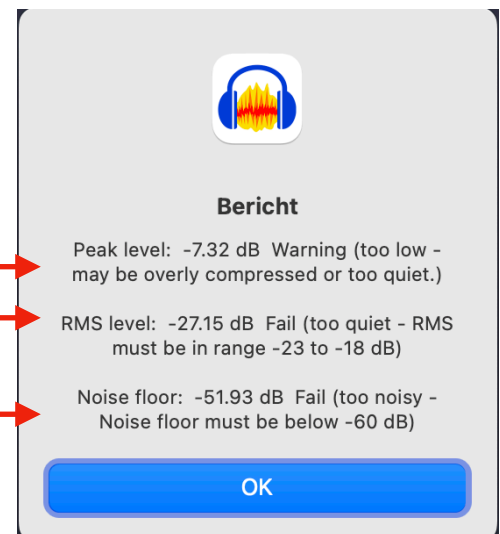 Bericht
Peak level: -7.32 dB Warning (too low -
may be overly compressed or too quiet.)
RMS level: -27.15 dB Fail (too quiet - RMS
must be in range -23 to -18 dB)
Noise floor: -51.93 dB Fail (too noisy -
Noise floor must be below -60 dB)
OK